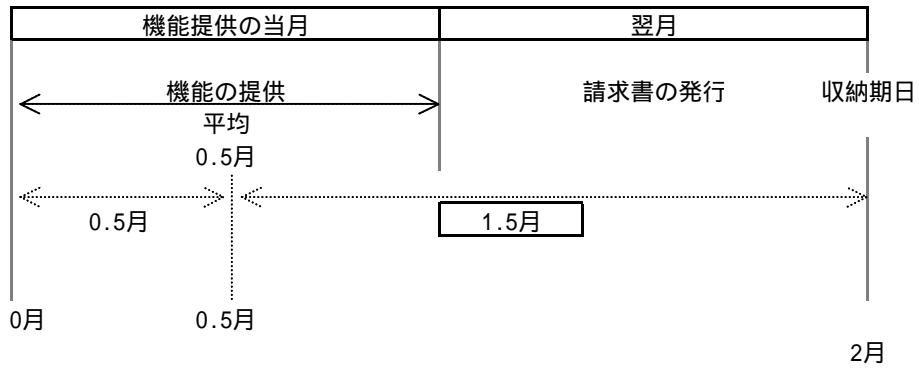 機能提供の当月 翌月
機能の提供 請求書の発行 収納期日
平均
0.5月
0.5月 1.5月
0月 0.5月
2月